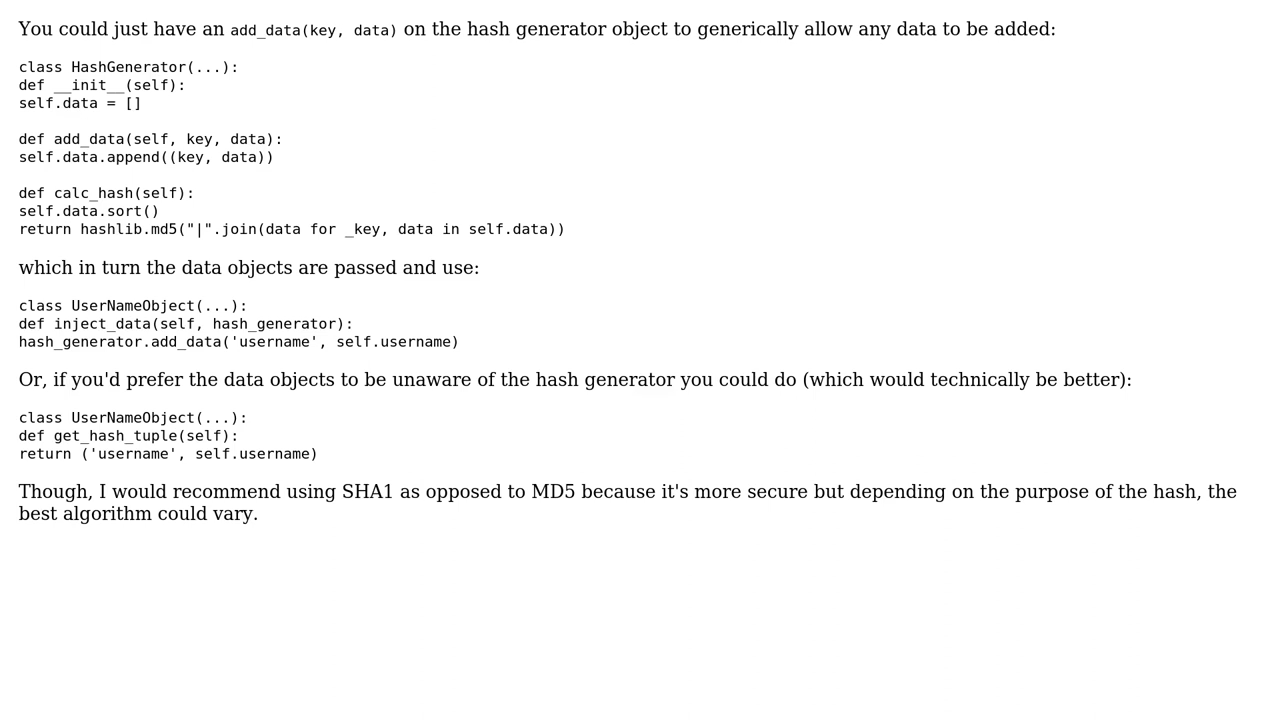 You could just have an add_data(key, data) on the hash generator object to generically allow any data to be added:
class HashGenerator(...):
def __init__(self):
self.data = []
def add_data(self, key, data):
self.data.append((key, data))
def calc_hash(self):
self.data.sort()
return hashlib.md5("|".join(data for _key, data in self.data))
which in turn the data objects are passed and use:
class UserNameObject(...):
def inject_data(self, hash_generator):
hash_generator.add_data('username', self.username)
Or, if you'd prefer the data objects to be unaware of the hash generator you could do (which would technically be better):
class UserNameObject(...):
def get_hash_tuple(self):
return ('username', self.username)
Though, I would recommend using SHA1 as opposed to MD5 because it's more secure but depending on the purpose of the hash, the
best algorithm could vary.